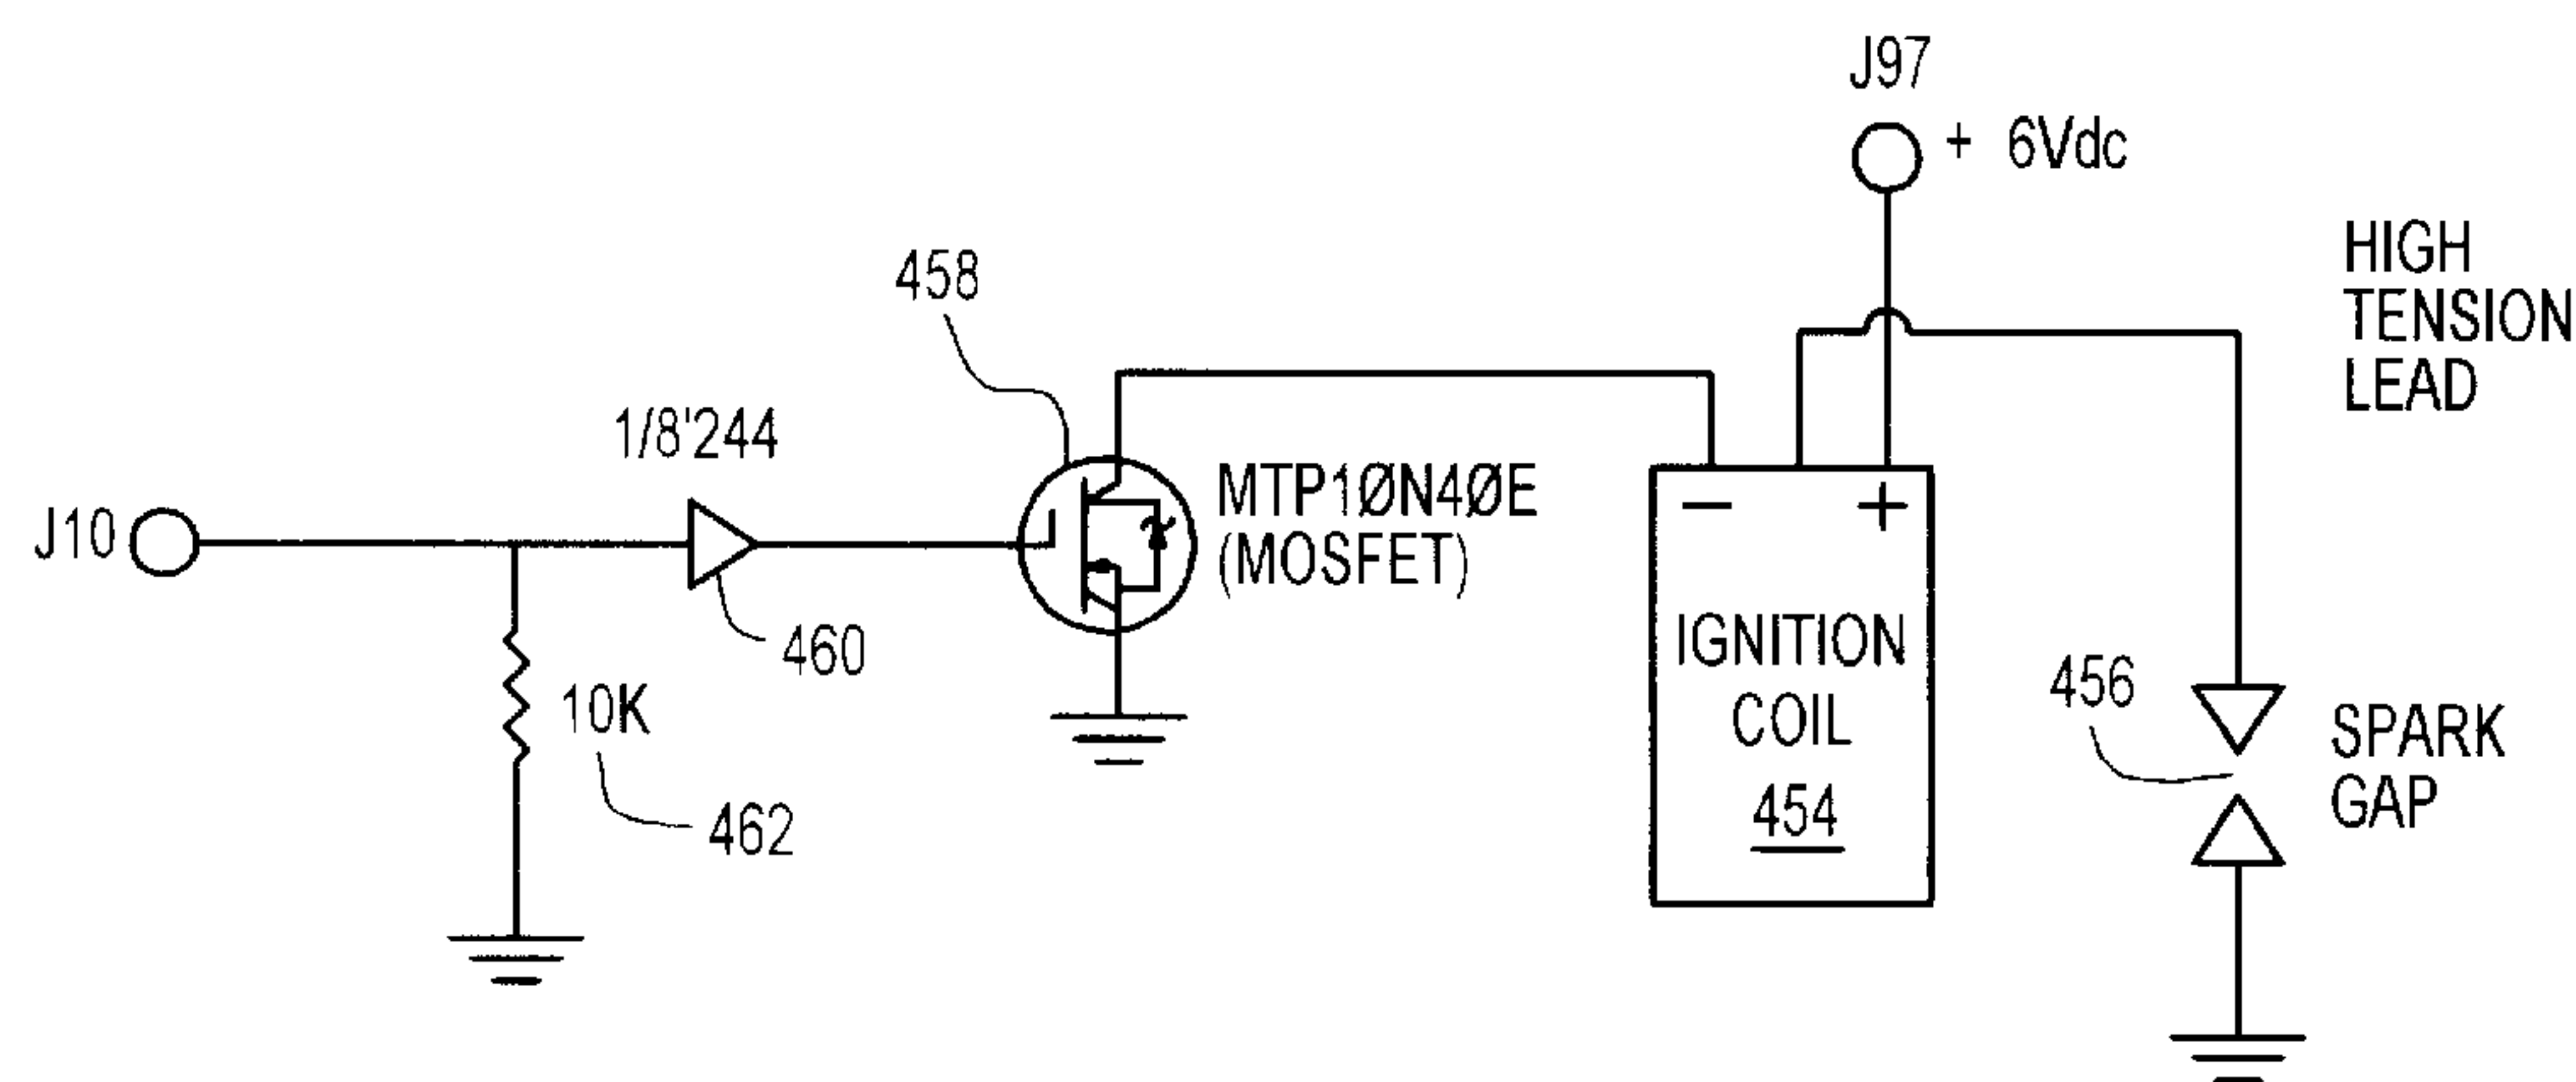 J97
+ 6Vdc
HIGH
TENSION
LEAD
458
1/8'244
J10
MTP1ØN4ØE
(MOSFET)
460
10K
462
− +
IGNITION
COIL
454
456
SPARK
GAP